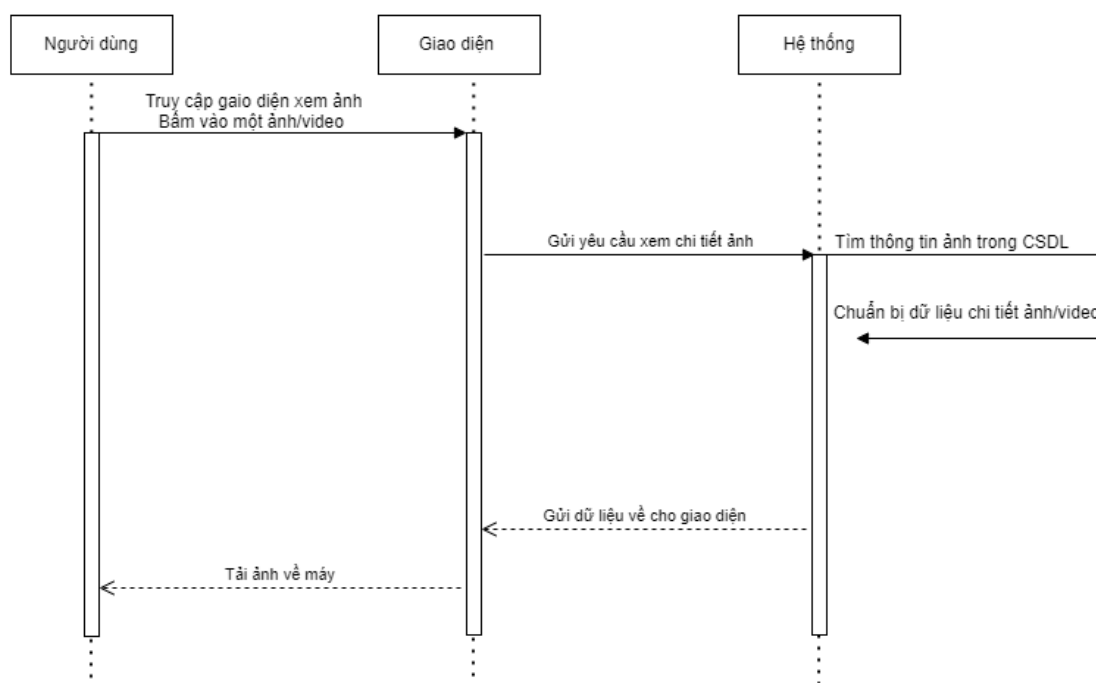 Người dùng
Giao diện
Hệ thống
Truy cập gaio diện xem ảnh
Bấm vào một ảnh/video
Gửi yêu cầu xem chi tiết ảnh
Tìm thông tin ảnh trong CSDL
Chuẩn bị dữ liệu chi tiết ảnh/video
Gửi dữ liệu về cho giao diện
Tải ảnh về máy